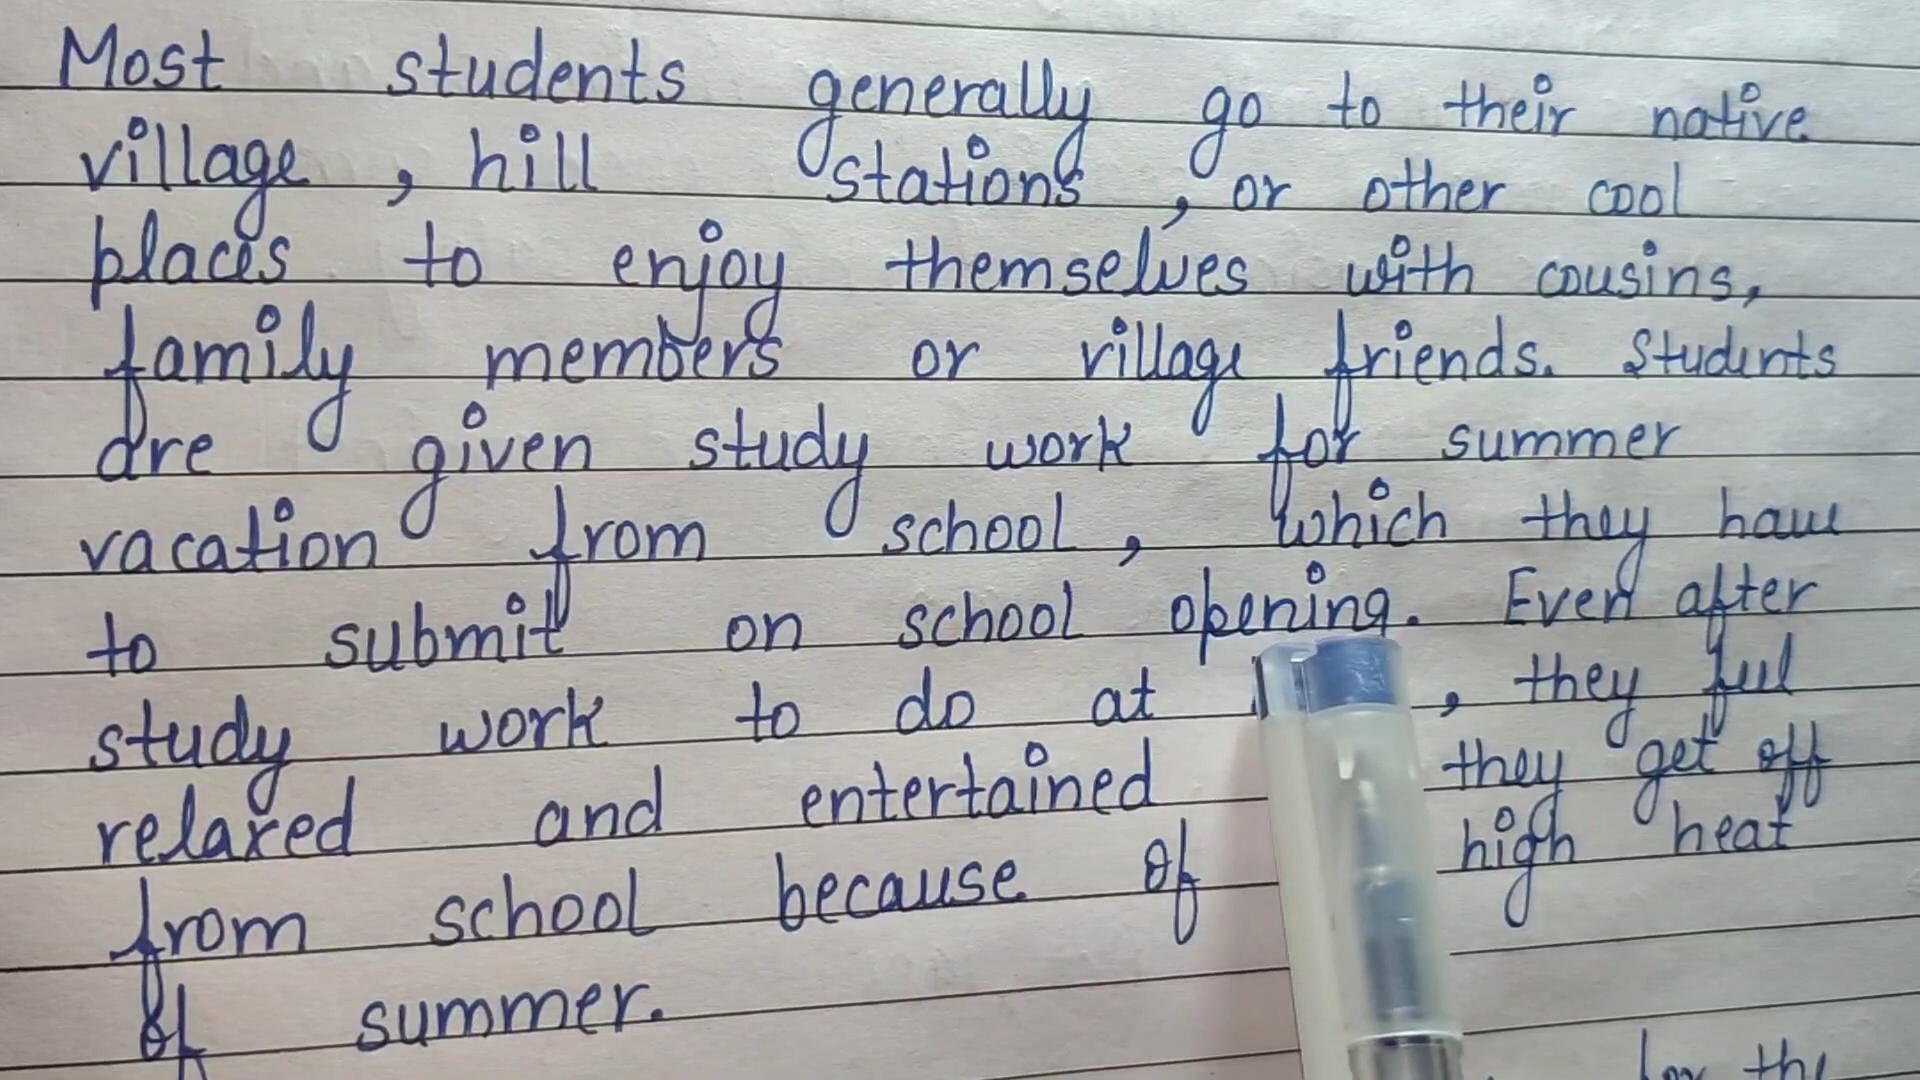 Most students generally go to their native
village, hill stations, or other cool
places to enjoy themselves with cousins,
family members or village friends. Students
are given study work for summer
vacation from school, which they have
to submit on school opening. Even after
study work to do at , they feel
relaxed and entertained they get off
from school because of high heat
of summer.
for the